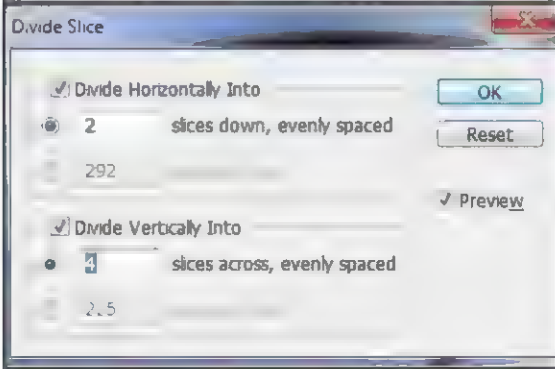 Divide Slice
Divide Horizontally Into
OK
2 slices down, evenly spaced
Reset
292
Preview
Divide Vertically Into
4 slices across, evenly spaced